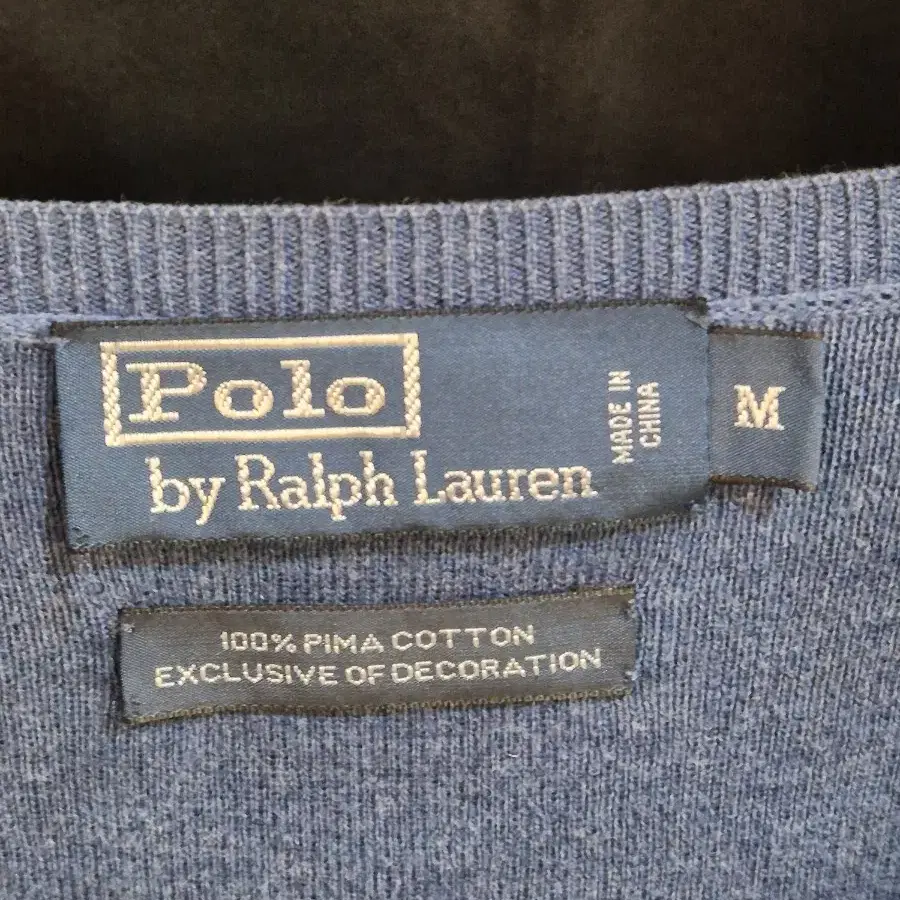 Polo
by Ralph Lauren
MADE IN
CHINA
M
100% PIMA COTTON
EXCLUSIVE OF DECORATION